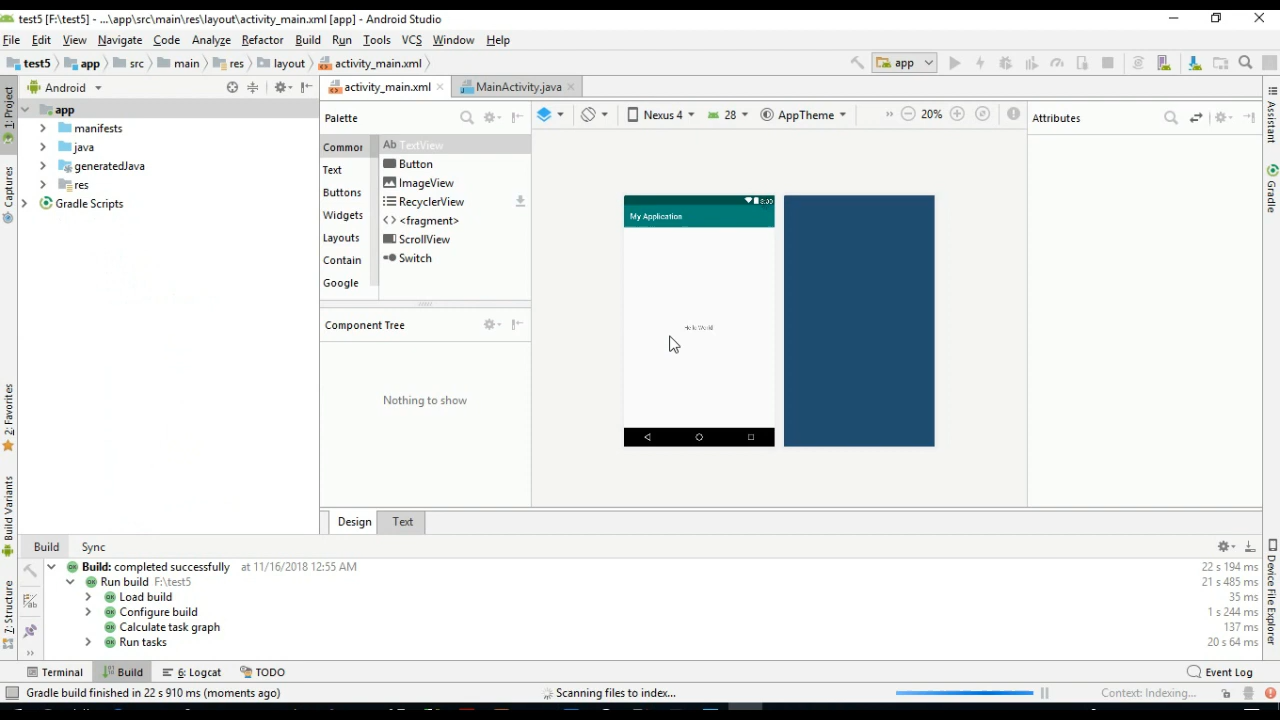 test5 [F:\test5] - ...\app\src\main\res\layout\activity_main.xml [app] - Android Studio
File Edit View Navigate Code Analyze Refactor Build Run Tools VCS Window Help
test5 app src main res layout activity_main.xml app
Android activity_main.xml MainActivity.java
1: Project
Captures
2: Favorites
Build Variants
7: Structure
app
manifests
java
generatedJava
res
Gradle Scripts
Palette
Common
Text
Buttons
Widgets
Layouts
Contain
Google
Ab TextView
Button
ImageView
RecyclerView
<fragment>
ScrollView
Switch
Component Tree
Nothing to show
Nexus 4 28 AppTheme » 20%
8:00
My Application
Hello World!
Attributes
Assistant
Gradle
Device File Explorer
Design Text
Build Sync
Build: completed successfully at 11/16/2018 12:55 AM 22 s 194 ms
Run build F:\test5 21 s 485 ms
Load build 35 ms
Configure build 1 s 244 ms
Calculate task graph 137 ms
Run tasks 20 s 64 ms
Terminal Build 6: Logcat TODO Event Log
Gradle build finished in 22 s 910 ms (moments ago) Scanning files to index... Context: Indexing...